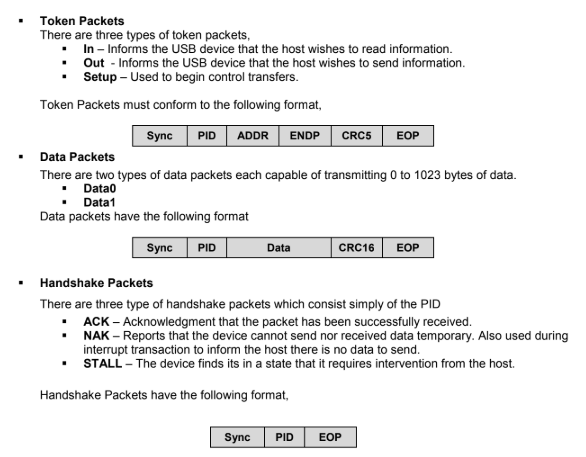 ▪ Token Packets
There are three types of token packets,
▪ In – Informs the USB device that the host wishes to read information.
▪ Out - Informs the USB device that the host wishes to send information.
▪ Setup – Used to begin control transfers.
Token Packets must conform to the following format,
Sync PID ADDR ENDP CRC5 EOP
▪ Data Packets
There are two types of data packets each capable of transmitting 0 to 1023 bytes of data.
▪ Data0
▪ Data1
Data packets have the following format
Sync PID Data CRC16 EOP
▪ Handshake Packets
There are three type of handshake packets which consist simply of the PID
▪ ACK – Acknowledgment that the packet has been successfully received.
▪ NAK – Reports that the device cannot send nor received data temporary. Also used during
interrupt transaction to inform the host there is no data to send.
▪ STALL – The device finds its in a state that it requires intervention from the host.
Handshake Packets have the following format,
Sync PID EOP